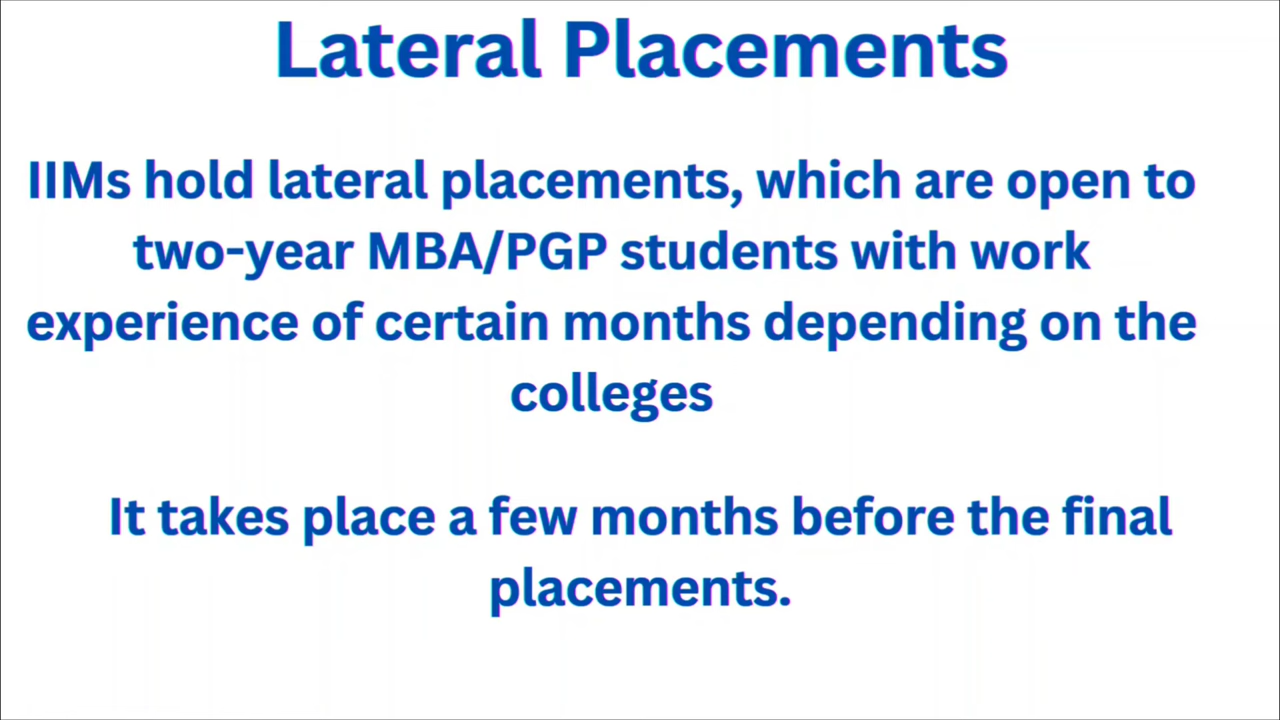 Lateral Placements
IIMs hold lateral placements, which are open to
two-year MBA/PGP students with work
experience of certain months depending on the
colleges
It takes place a few months before the final
placements.